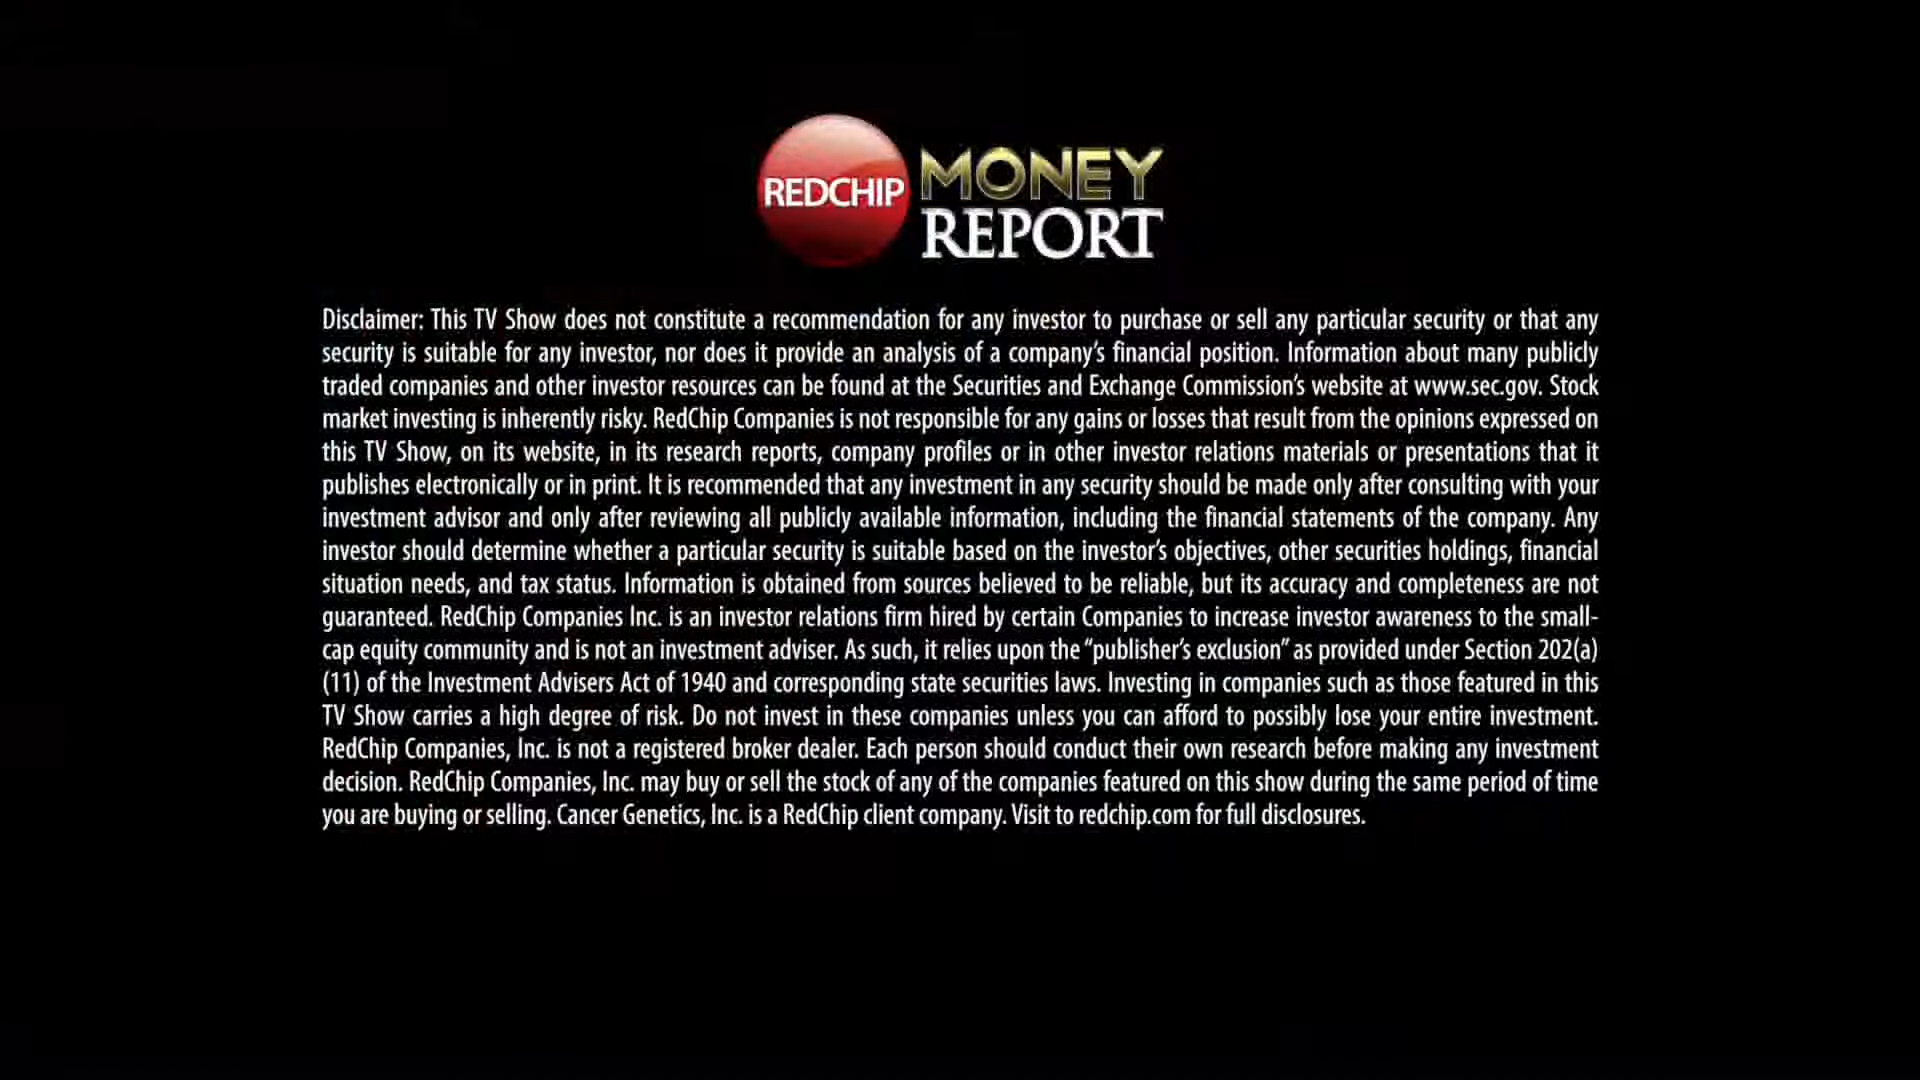 REDCHIP MONEY
REPORT
Disclaimer: This TV Show does not constitute a recommendation for any investor to purchase or sell any particular security or that any
security is suitable for any investor, nor does it provide an analysis of a company's financial position. Information about many publicly
traded companies and other investor resources can be found at the Securities and Exchange Commission's website at www.sec.gov. Stock
market investing is inherently risky. RedChip Companies is not responsible for any gains or losses that result from the opinions expressed on
this TV Show, on its website, in its research reports, company profiles or in other investor relations materials or presentations that it
publishes electronically or in print. It is recommended that any investment in any security should be made only after consulting with your
investment advisor and only after reviewing all publicly available information, including the financial statements of the company. Any
investor should determine whether a particular security is suitable based on the investor's objectives, other securities holdings, financial
situation needs, and tax status. Information is obtained from sources believed to be reliable, but its accuracy and completeness are not
guaranteed. RedChip Companies Inc. is an investor relations firm hired by certain Companies to increase investor awareness to the small-
cap equity community and is not an investment adviser. As such, it relies upon the “publisher's exclusion” as provided under Section 202(a)
(11) of the Investment Advisers Act of 1940 and corresponding state securities laws. Investing in companies such as those featured in this
TV Show carries a high degree of risk. Do not invest in these companies unless you can afford to possibly lose your entire investment.
RedChip Companies, Inc. is not a registered broker dealer. Each person should conduct their own research before making any investment
decision. RedChip Companies, Inc. may buy or sell the stock of any of the companies featured on this show during the same period of time
you are buying or selling. Cancer Genetics, Inc. is a RedChip client company. Visit to redchip.com for full disclosures.